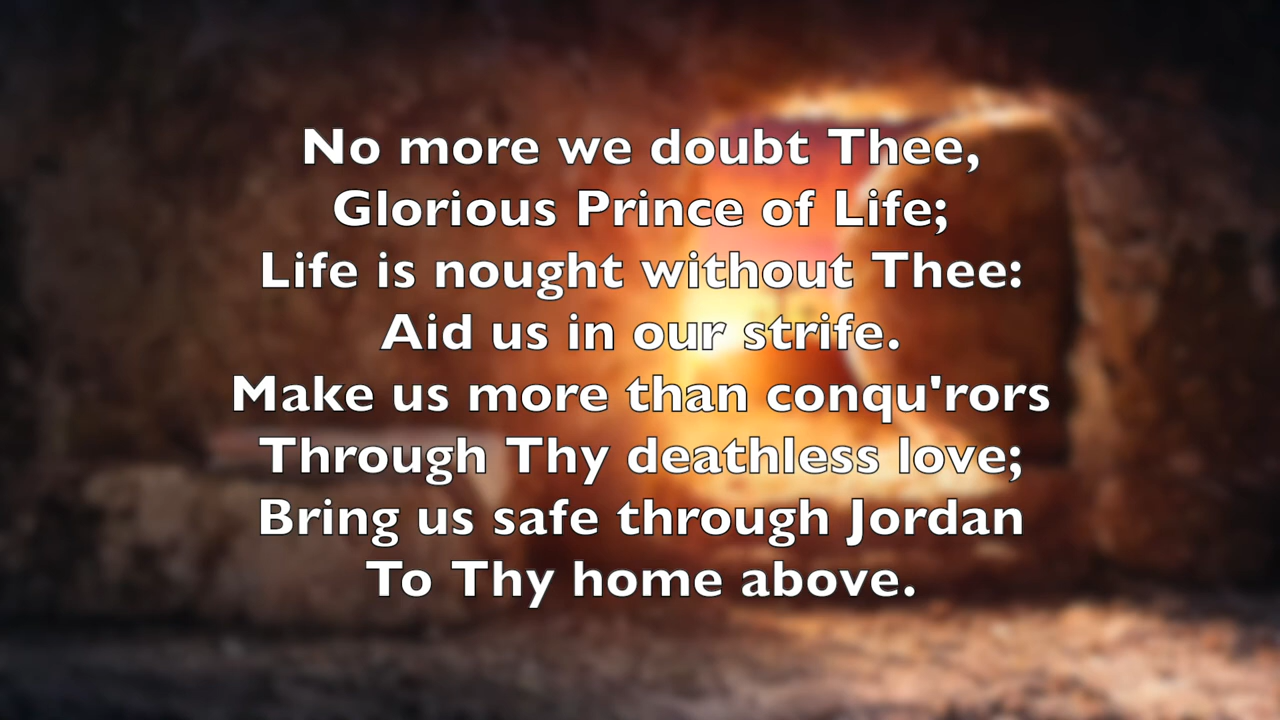 No more we doubt Thee,
Glorious Prince of Life;
Life is nought without Thee:
Aid us in our strife.
Make us more than conqu'rors
Through Thy deathless love;
Bring us safe through Jordan
To Thy home above.